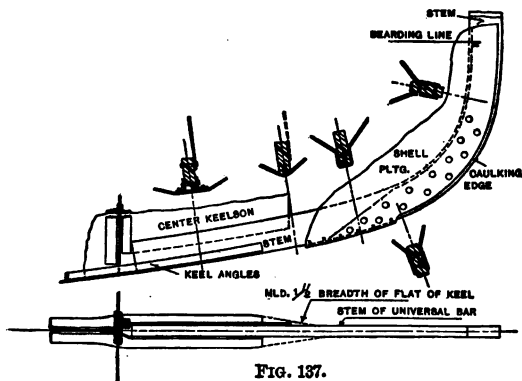 STEM
BEARDING LINE
SHELL
PLTG.
CAULKING
EDGE
CENTER KEELSON
STEM
KEEL ANGLES
MLD. 1 1/2 BREADTH OF FLAT OF KEEL
STEM OF UNIVERSAL BAR
FIG. 137.